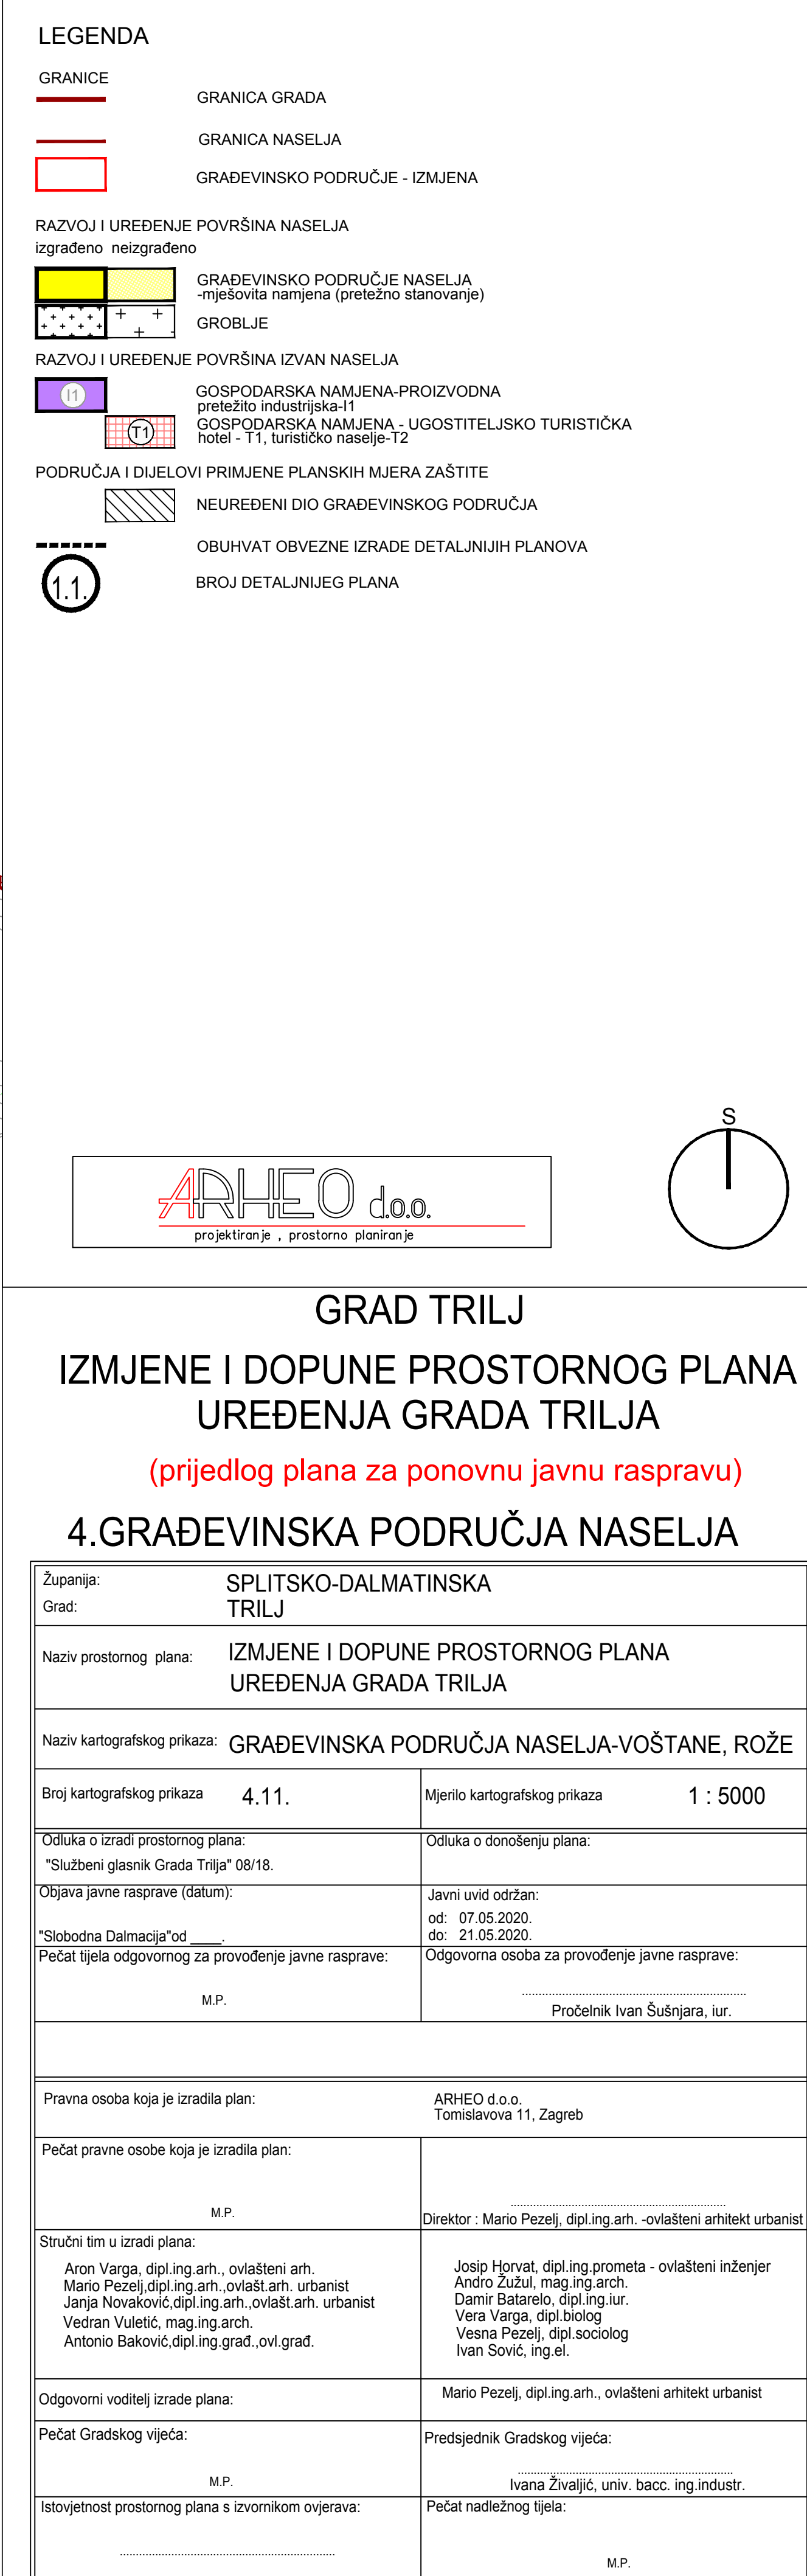 LEGENDA
GRANICE
GRANICA GRADA
GRANICA NASELJA
GRAĐEVINSKO PODRUČJE - IZMJENA
RAZVOJ I UREĐENJE POVRŠINA NASELJA
izgrađeno neizgrađeno
GRAĐEVINSKO PODRUČJE NASELJA
-mješovita namjena (pretežno stanovanje)
GROBLJE
RAZVOJ I UREĐENJE POVRŠINA IZVAN NASELJA
I1
GOSPODARSKA NAMJENA-PROIZVODNA
pretežito industrijska-I1
T1
GOSPODARSKA NAMJENA - UGOSTITELJSKO TURISTIČKA
hotel - T1, turističko naselje-T2
PODRUČJA I DIJELOVI PRIMJENE PLANSKIH MJERA ZAŠTITE
NEUREĐENI DIO GRAĐEVINSKOG PODRUČJA
OBUHVAT OBVEZNE IZRADE DETALJNIJIH PLANOVA
1.1.
BROJ DETALJNIJEG PLANA
S
ARHEO d.o.o.
projektiranje , prostorno planiranje
GRAD TRILJ
IZMJENE I DOPUNE PROSTORNOG PLANA
UREĐENJA GRADA TRILJA
(prijedlog plana za ponovnu javnu raspravu)
4.GRAĐEVINSKA PODRUČJA NASELJA
Županija: SPLITSKO-DALMATINSKA
Grad: TRILJ
Naziv prostornog plana: IZMJENE I DOPUNE PROSTORNOG PLANA
UREĐENJA GRADA TRILJA
Naziv kartografskog prikaza: GRAĐEVINSKA PODRUČJA NASELJA-VOŠTANE, ROŽE
Broj kartografskog prikaza 4.11.
Mjerilo kartografskog prikaza 1 : 5000
Odluka o izradi prostornog plana:
"Službeni glasnik Grada Trilja" 08/18.
Odluka o donošenju plana:
Objava javne rasprave (datum):
"Slobodna Dalmacija"od ____.
Javni uvid održan:
od: 07.05.2020.
do: 21.05.2020.
Pečat tijela odgovornog za provođenje javne rasprave:
M.P.
Odgovorna osoba za provođenje javne rasprave:
Pročelnik Ivan Šušnjara, iur.
Pravna osoba koja je izradila plan:
ARHEO d.o.o.
Tomislavova 11, Zagreb
Pečat pravne osobe koja je izradila plan:
M.P.
Direktor : Mario Pezelj, dipl.ing.arh. -ovlašteni arhitekt urbanist
Stručni tim u izradi plana:
Aron Varga, dipl.ing.arh., ovlašteni arh.
Mario Pezelj,dipl.ing.arh.,ovlašt.arh. urbanist
Janja Novaković,dipl.ing.arh.,ovlašt.arh. urbanist
Vedran Vuletić, mag.ing.arch.
Antonio Baković,dipl.ing.građ.,ovl.građ.
Josip Horvat, dipl.ing.prometa - ovlašteni inženjer
Andro Žužul, mag.ing.arch.
Damir Batarelo, dipl.ing.iur.
Vera Varga, dipl.biolog
Vesna Pezelj, dipl.sociolog
Ivan Sović, ing.el.
Odgovorni voditelj izrade plana:
Mario Pezelj, dipl.ing.arh., ovlašteni arhitekt urbanist
Pečat Gradskog vijeća:
M.P.
Predsjednik Gradskog vijeća:
Ivana Živaljić, univ. bacc. ing.industr.
Istovjetnost prostornog plana s izvornikom ovjerava:
Pečat nadležnog tijela:
M.P.